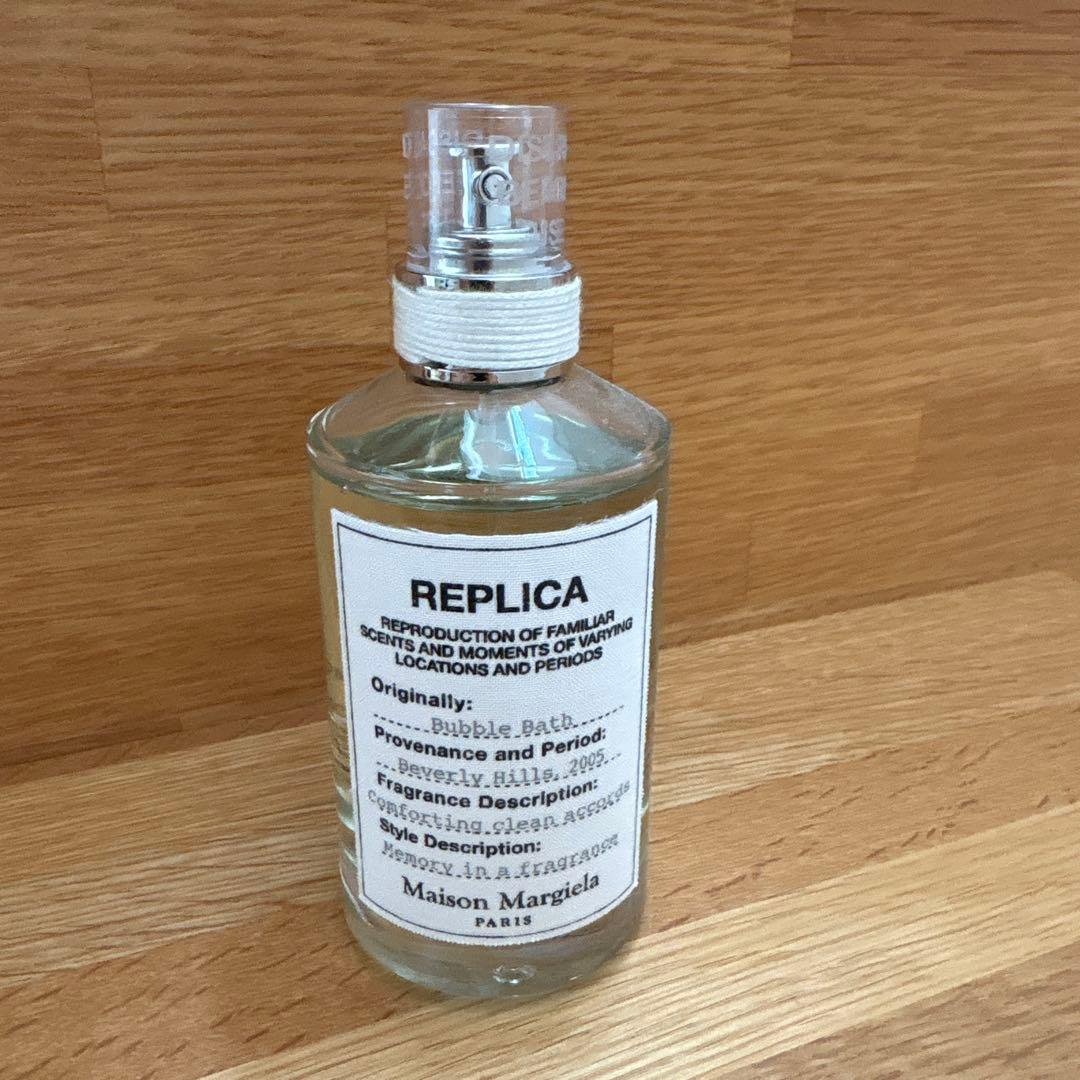 REPLICA
REPRODUCTION OF FAMILIAR
SCENTS AND MOMENTS OF VARYING
LOCATIONS AND PERIODS
Originally:
Bubble Bath
Provenance and Period:
Beverly Hills, 2005
Fragrance Description:
Comforting clean accords
Style Description:
Memory in a fragrance
Maison Margiela
PARIS